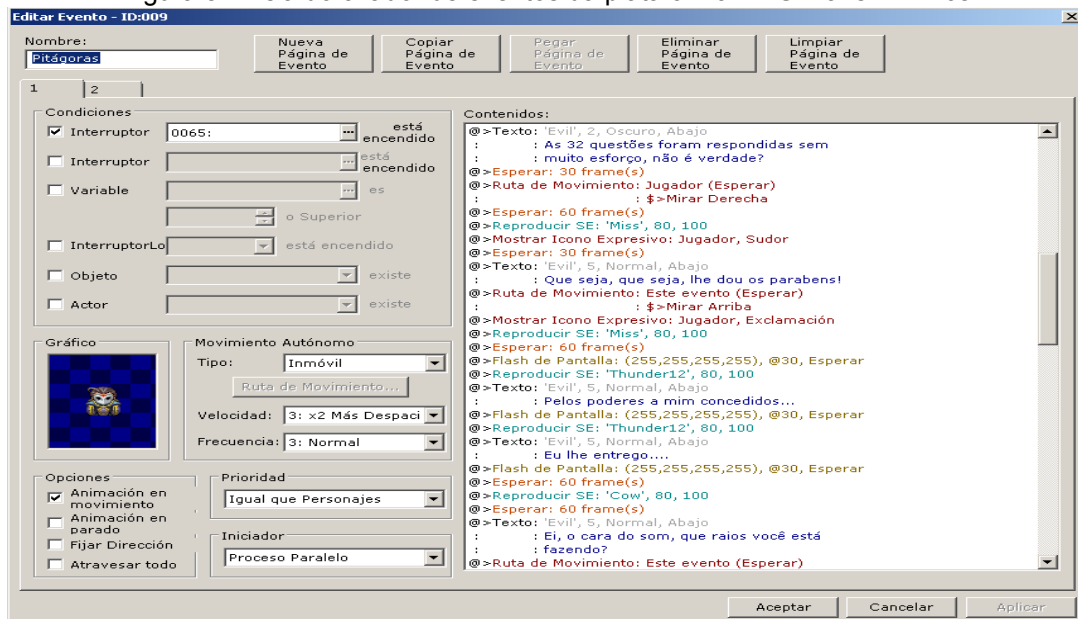 Editar Evento - ID:009
Nombre:
Pitágoras
Nueva Página de Evento
Copiar Página de Evento
Pegar Página de Evento
Eliminar Página de Evento
Limpiar Página de Evento
1
2
Condiciones
Interruptor 0065: ... está encendido
Interruptor ... está encendido
Variable ... es
o Superior
InterruptorLo está encendido
Objeto existe
Actor existe
Gráfico
Movimiento Autónomo
Tipo: Inmóvil
Ruta de Movimiento...
Velocidad: 3: x2 Más Despaci
Frecuencia: 3: Normal
Opciones
Animación en movimiento
Animación en parado
Fijar Dirección
Atravesar todo
Prioridad
Igual que Personajes
Iniciador
Proceso Paralelo
Contenidos:
@>Texto: 'Evil', 2, Oscuro, Abajo
: : As 32 questões foram respondidas sem
: : muito esforço, não é verdade?
@>Esperar: 30 frame(s)
@>Ruta de Movimiento: Jugador (Esperar)
: : $>Mirar Derecha
@>Esperar: 60 frame(s)
@>Reproducir SE: 'Miss', 80, 100
@>Mostrar Icono Expresivo: Jugador, Sudor
@>Esperar: 30 frame(s)
@>Texto: 'Evil', 5, Normal, Abajo
: : Que seja, que seja, lhe dou os parabens!
@>Ruta de Movimiento: Este evento (Esperar)
: : $>Mirar Arriba
@>Mostrar Icono Expresivo: Jugador, Exclamación
@>Reproducir SE: 'Miss', 80, 100
@>Esperar: 60 frame(s)
@>Flash de Pantalla: (255,255,255,255), @30, Esperar
@>Reproducir SE: 'Thunder12', 80, 100
@>Texto: 'Evil', 5, Normal, Abajo
: : Pelos poderes a mim concedidos...
@>Flash de Pantalla: (255,255,255,255), @30, Esperar
@>Reproducir SE: 'Thunder12', 80, 100
@>Texto: 'Evil', 5, Normal, Abajo
: : Eu lhe entrego....
@>Flash de Pantalla: (255,255,255,255), @30, Esperar
@>Esperar: 60 frame(s)
@>Reproducir SE: 'Cow', 80, 100
@>Esperar: 60 frame(s)
@>Texto: 'Evil', 5, Normal, Abajo
: : Ei, o cara do som, que raios você está
: : fazendo?
@>Ruta de Movimiento: Este evento (Esperar)
Aceptar
Cancelar
Aplicar